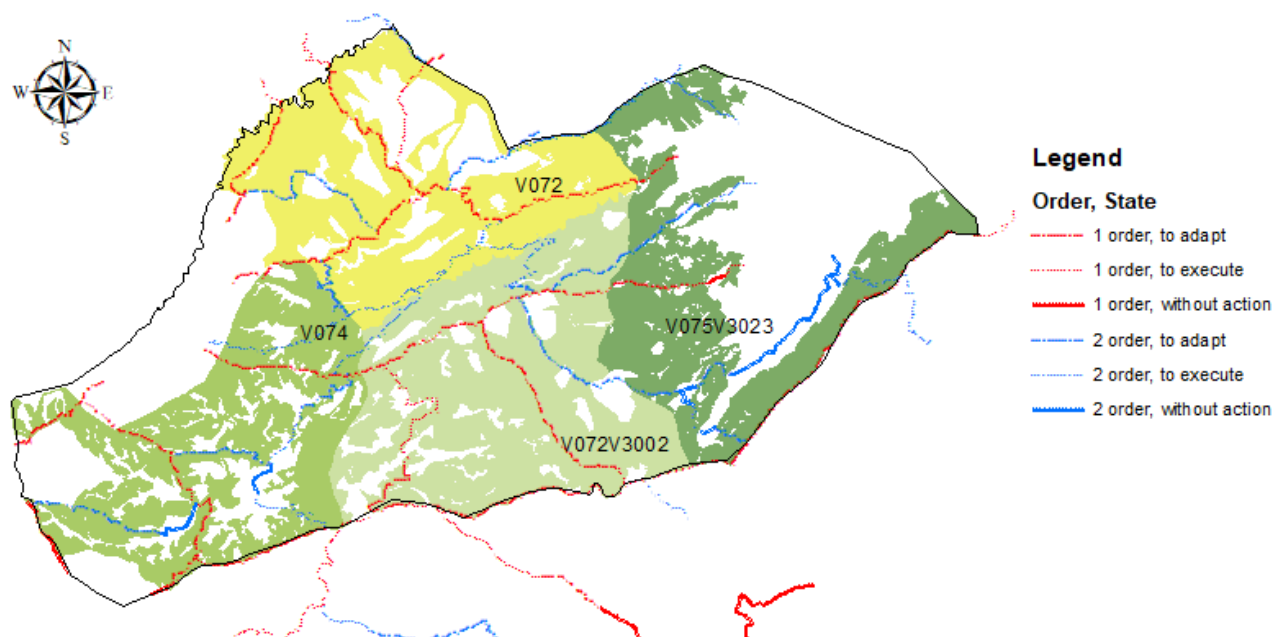 N
W E
S
V072
V074
V075V3023
V072V3002
Legend
Order, State
1 order, to adapt
1 order, to execute
1 order, without action
2 order, to adapt
2 order, to execute
2 order, without action